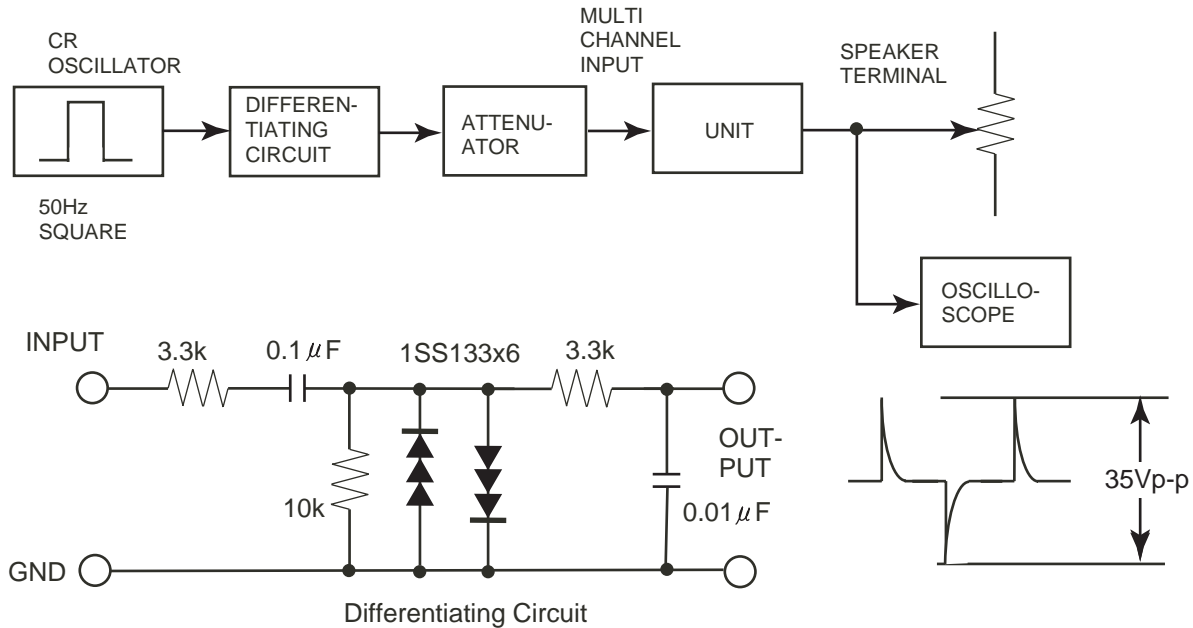 CR
OSCILLATOR
MULTI
CHANNEL
INPUT
SPEAKER
TERMINAL
DIFFEREN-
TIATING
CIRCUIT
ATTENU-
ATOR
UNIT
50Hz
SQUARE
OSCILLO-
SCOPE
INPUT
3.3k
0.1μF
1SS133x6
3.3k
OUT-
PUT
10k
0.01μF
35Vp-p
GND
Differentiating Circuit